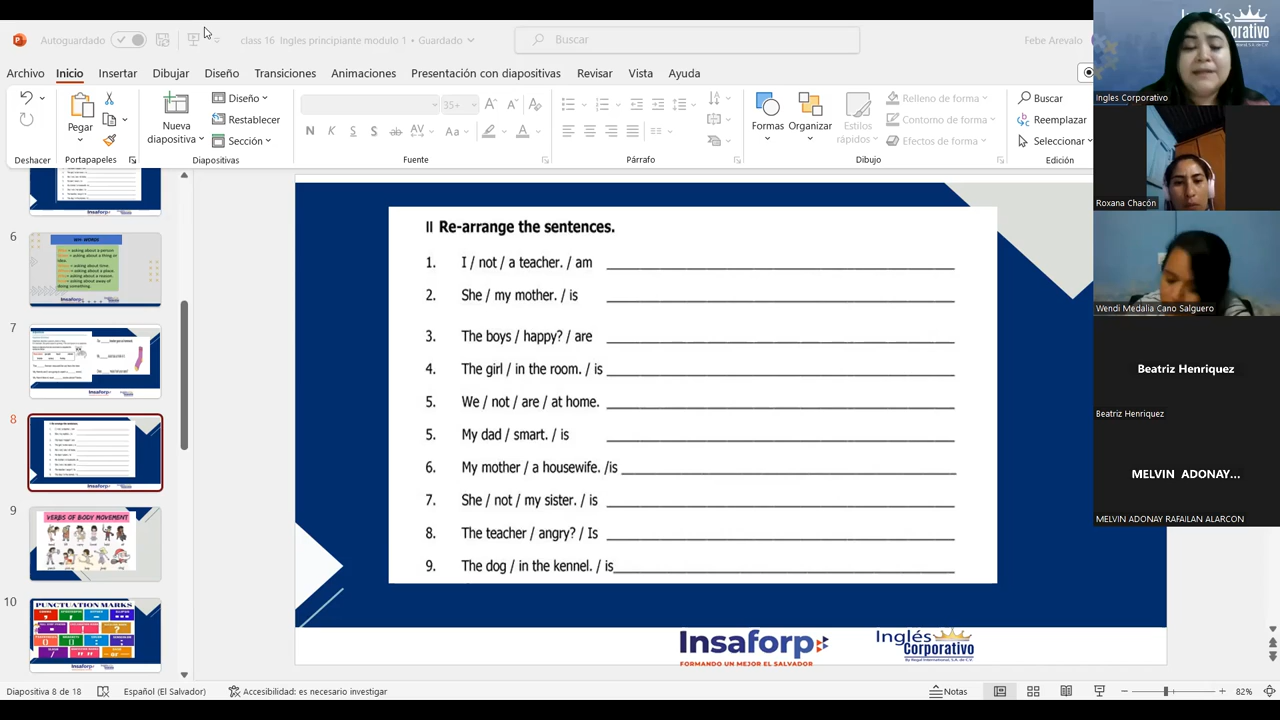 Autoguardado
class 16 Ingles principiante modulo 1 • Guardado
Buscar
Febe Arevalo
Archivo Inicio Insertar Dibujar Diseño Transiciones Animaciones Presentación con diapositivas Revisar Vista Ayuda
Pegar
Nueva diapositiva
Diseño
Restablecer
Sección
Formas
Organizar
Estilos rápidos
Relleno de forma
Contorno de forma
Efectos de forma
Buscar
Reemplazar
Seleccionar
Deshacer Portapapeles Diapositivas Fuente Párrafo Dibujo Edición
6
7
8
9
VERBS OF BODY MOVEMENT
10
PUNCTUATION MARKS
II Re-arrange the sentences.
1. I / not / a teacher. / am
2. She / my mother. / is
3. The boys / happy? / are
4. The girl / in the room. / is
5. We / not / are / at home.
5. My dad / smart. / is
6. My mother / a housewife. /is
7. She / not / my sister. / is
8. The teacher / angry? / Is
9. The dog / in the kennel. / is
Insaforp
FORMANDO UN MEJOR EL SALVADOR
Inglés
Corporativo
Inglés
Corporativo
Ingles Corporativo
Roxana Chacón
Wendi Medalia Cano Salguero
Beatriz Henriquez
Beatriz Henriquez
MELVIN ADONAY...
MELVIN ADONAY RAFAILAN ALARCON
Diapositiva 8 de 18
Español (El Salvador)
Accesibilidad: es necesario investigar
Notas
82%